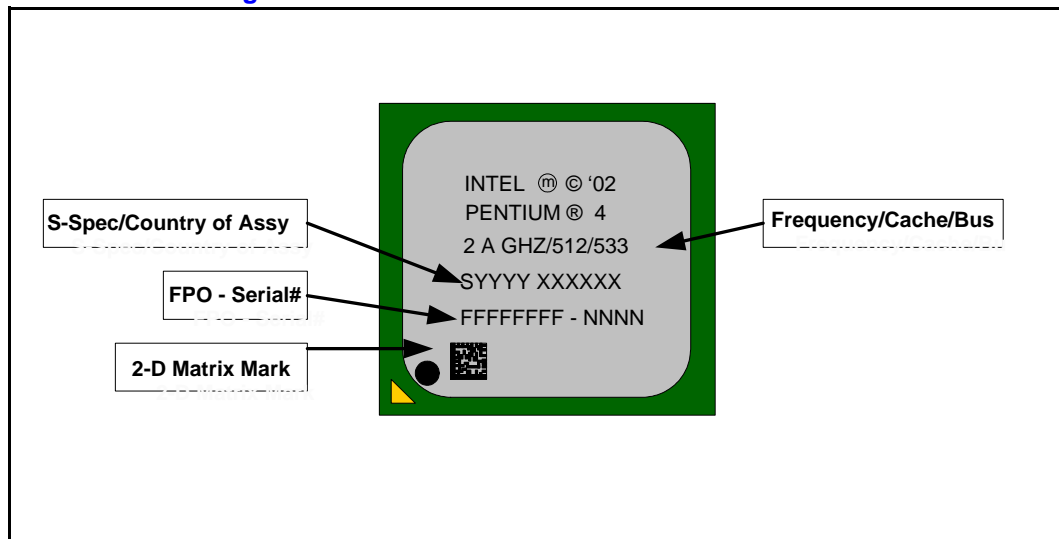 INTEL ⓜ © ‘02
PENTIUM ® 4
2 A GHZ/512/533
SYYYY XXXXXX
FFFFFFFF - NNNN
S-Spec/Country of Assy
FPO - Serial#
2-D Matrix Mark
Frequency/Cache/Bus